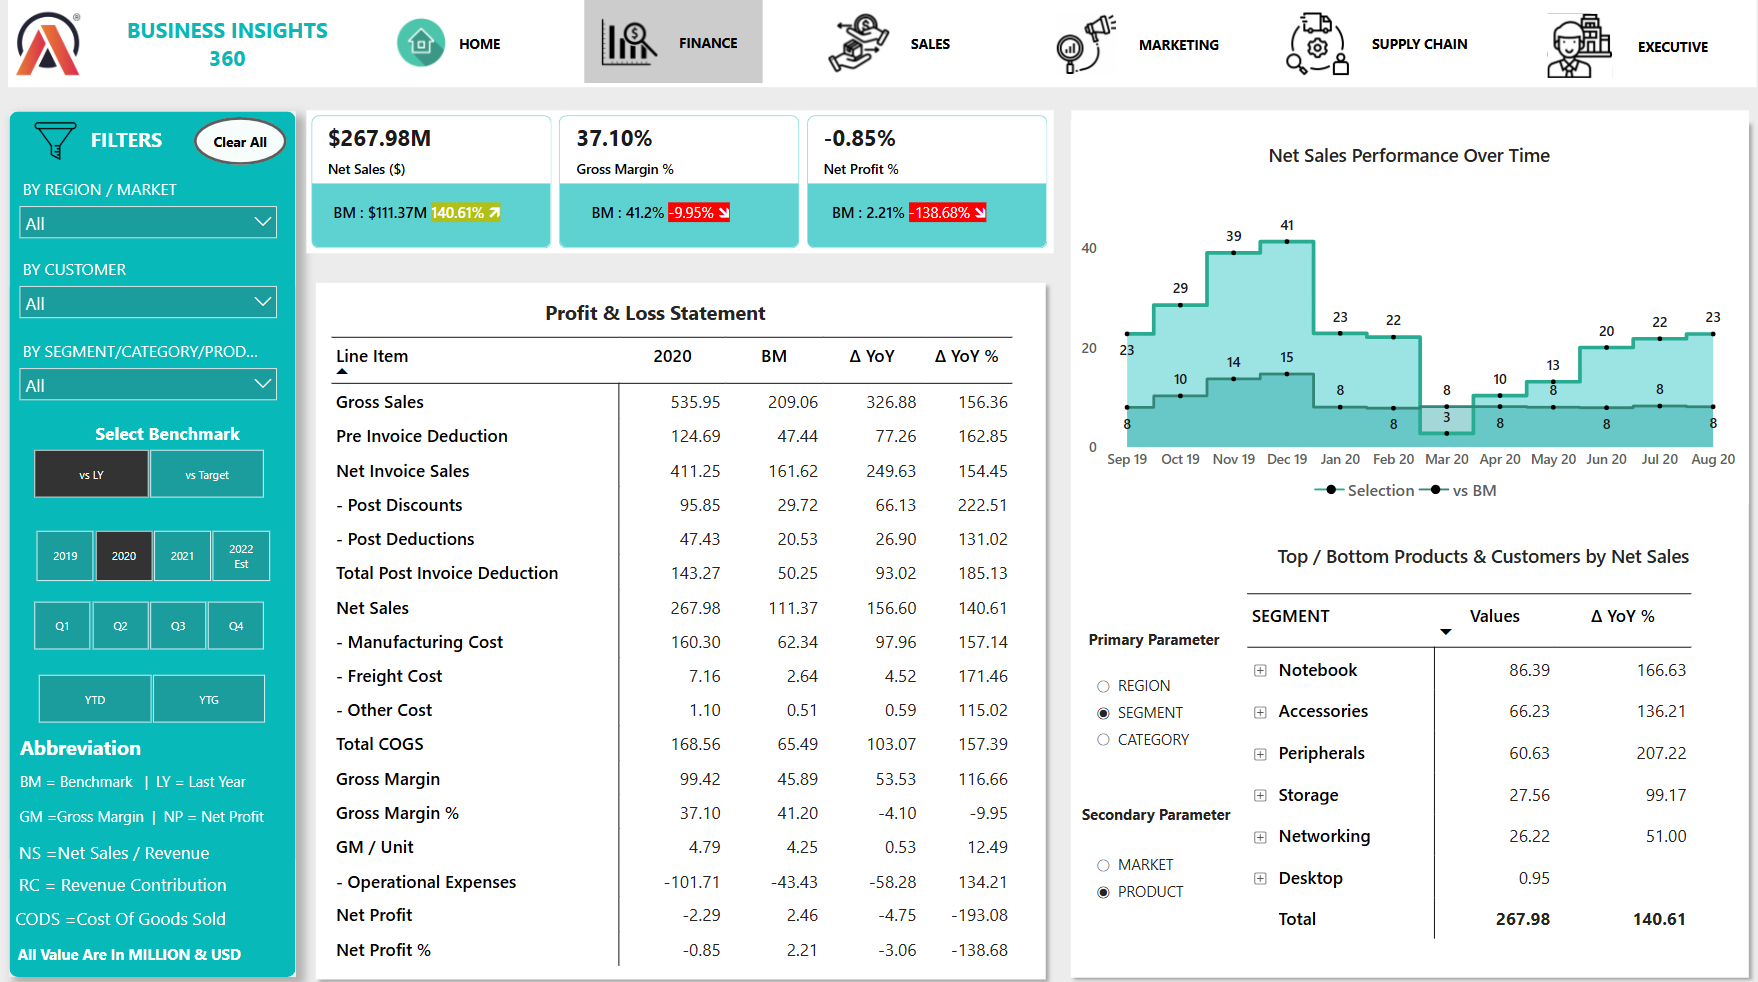 BUSINESS INSIGHTS
360
HOME
FINANCE
SALES
MARKETING
SUPPLY CHAIN
EXECUTIVE
FILTERS
Clear All
BY REGION / MARKET
All
BY CUSTOMER
All
BY SEGMENT/CATEGORY/PROD...
All
Select Benchmark
vs LY
vs Target
2019
2020
2021
2022
Est
Q1
Q2
Q3
Q4
YTD
YTG
Abbreviation
BM = Benchmark | LY = Last Year
GM =Gross Margin | NP = Net Profit
NS =Net Sales / Revenue
RC = Revenue Contribution
CODS =Cost Of Goods Sold
All Value Are In MILLION & USD
$267.98M
Net Sales ($)
BM : $111.37M 140.61%
37.10%
Gross Margin %
BM : 41.2% -9.95%
-0.85%
Net Profit %
BM : 2.21% -138.68%
Profit & Loss Statement
Line Item 2020 BM Δ YoY Δ YoY %
Gross Sales 535.95 209.06 326.88 156.36
Pre Invoice Deduction 124.69 47.44 77.26 162.85
Net Invoice Sales 411.25 161.62 249.63 154.45
- Post Discounts 95.85 29.72 66.13 222.51
- Post Deductions 47.43 20.53 26.90 131.02
Total Post Invoice Deduction 143.27 50.25 93.02 185.13
Net Sales 267.98 111.37 156.60 140.61
- Manufacturing Cost 160.30 62.34 97.96 157.14
- Freight Cost 7.16 2.64 4.52 171.46
- Other Cost 1.10 0.51 0.59 115.02
Total COGS 168.56 65.49 103.07 157.39
Gross Margin 99.42 45.89 53.53 116.66
Gross Margin % 37.10 41.20 -4.10 -9.95
GM / Unit 4.79 4.25 0.53 12.49
- Operational Expenses -101.71 -43.43 -58.28 134.21
Net Profit -2.29 2.46 -4.75 -193.08
Net Profit % -0.85 2.21 -3.06 -138.68
Net Sales Performance Over Time
40
20
0
23 29 39 41 23 22 3 10 13 20 22 23
8 10 14 15 8 8 8 8 8 8 8 8
Sep 19 Oct 19 Nov 19 Dec 19 Jan 20 Feb 20 Mar 20 Apr 20 May 20 Jun 20 Jul 20 Aug 20
Selection vs BM
Top / Bottom Products & Customers by Net Sales
Primary Parameter
REGION
SEGMENT
CATEGORY
Secondary Parameter
MARKET
PRODUCT
SEGMENT Values Δ YoY %
Notebook 86.39 166.63
Accessories 66.23 136.21
Peripherals 60.63 207.22
Storage 27.56 99.17
Networking 26.22 51.00
Desktop 0.95
Total 267.98 140.61